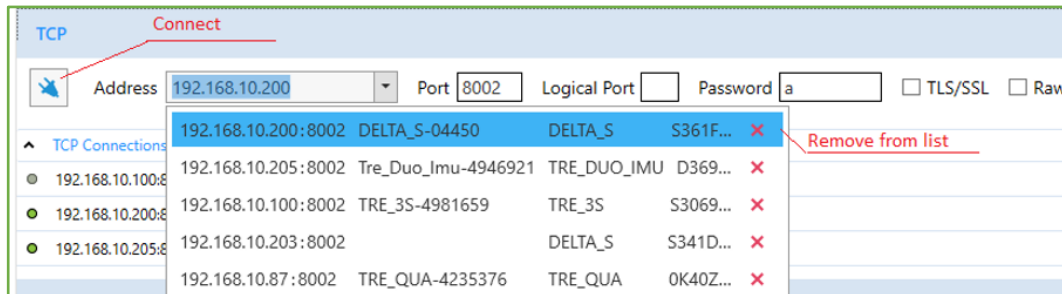 Connect
TCP
Address 192.168.10.200 Port 8002 Logical Port Password a TLS/SSL Raw
192.168.10.200:8002 DELTA_S-04450 DELTA_S S361F... Remove from list
TCP Connections
192.168.10.205:8002 Tre_Duo_Imu-4946921 TRE_DUO_IMU D369...
192.168.10.100:8
192.168.10.100:8002 TRE_3S-4981659 TRE_3S S3069...
192.168.10.200:8
192.168.10.203:8002 DELTA_S S341D...
192.168.10.205:8
192.168.10.87:8002 TRE_QUA-4235376 TRE_QUA 0K40Z...